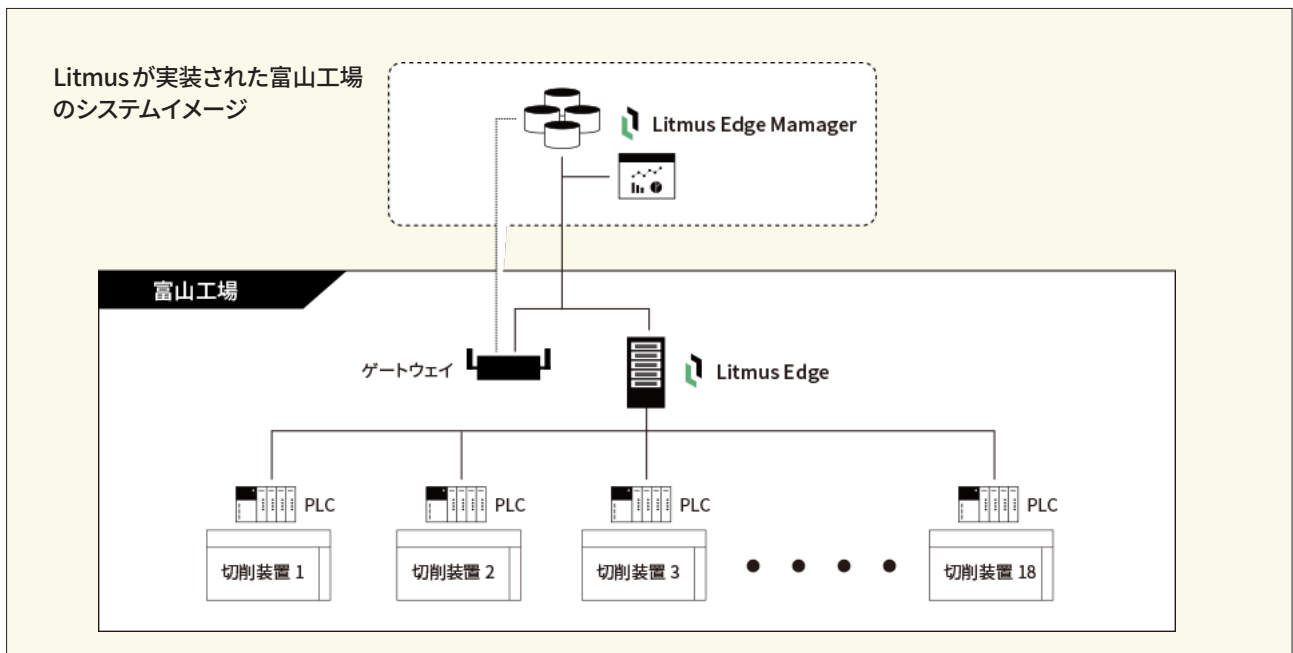 Litmusが実装された富山工場
のシステムイメージ
Litmus Edge Mamager
富山工場
ゲートウェイ
Litmus Edge
PLC
PLC
PLC
PLC
切削装置 1
切削装置 2
切削装置 3
切削装置 18